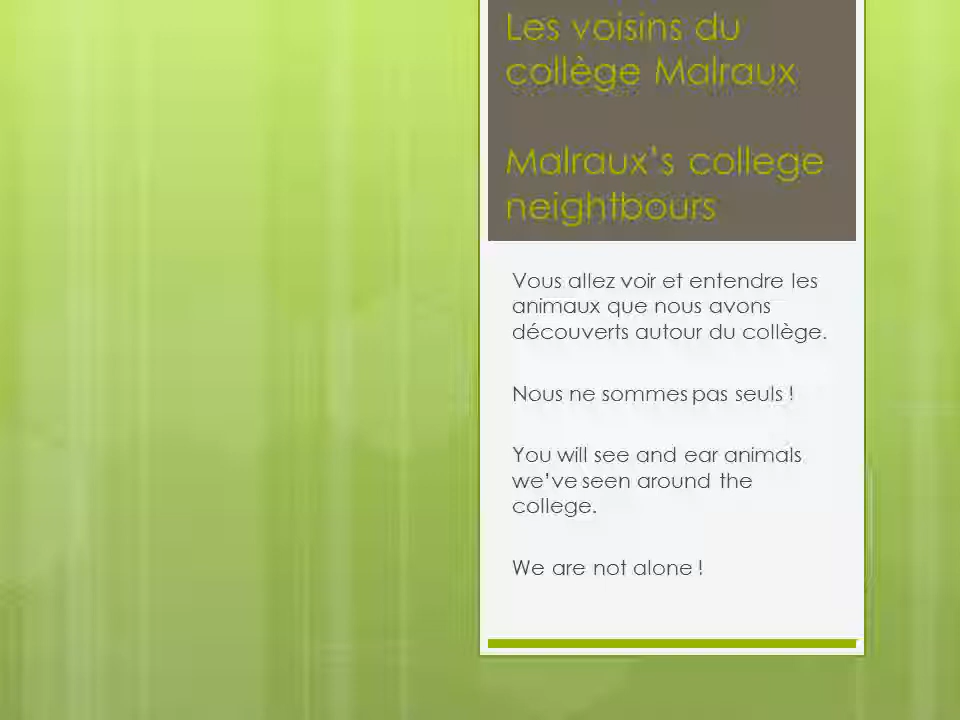 Les voisins du
collège Malraux
Malraux's college
neightbours
Vous allez voir et entendre les
animaux que nous avons
découverts autour du collège.
Nous ne sommes pas seuls !
You will see and ear animals
we've seen around the
college.
We are not alone !